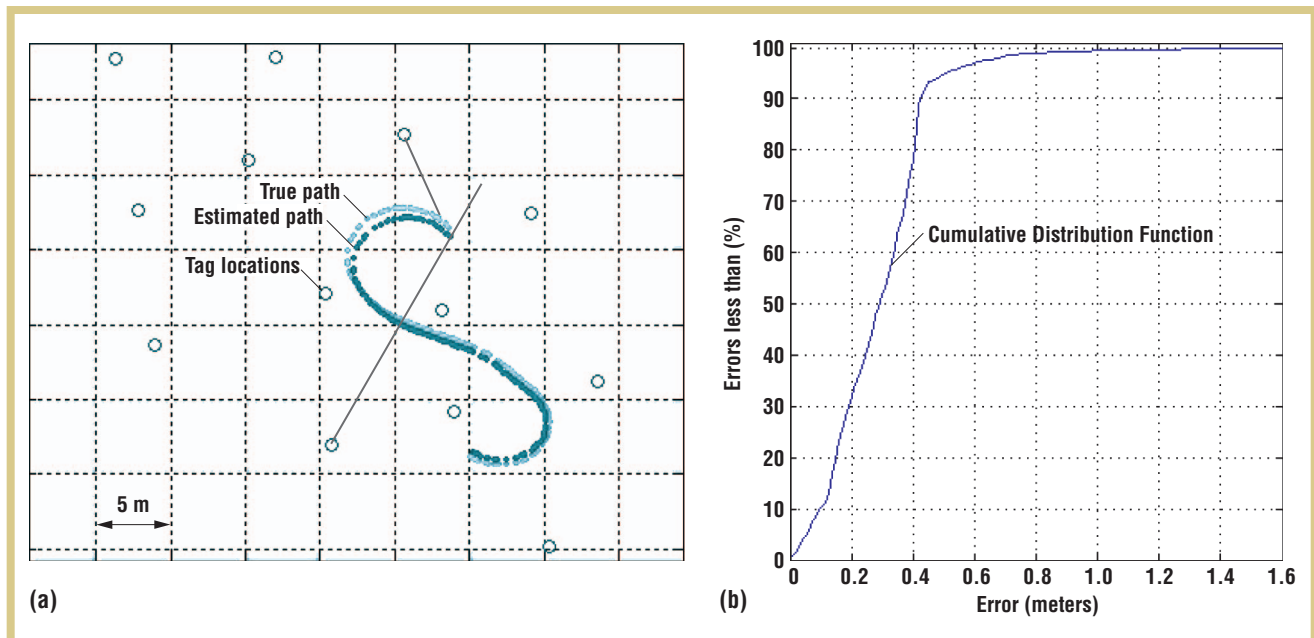 True path
Estimated path
Tag locations
5 m
(a)
100
90
80
70
60
50
40
30
20
10
0
Errors less than (%)
Cumulative Distribution Function
0 0.2 0.4 0.6 0.8 1.0 1.2 1.4 1.6
Error (meters)
(b)